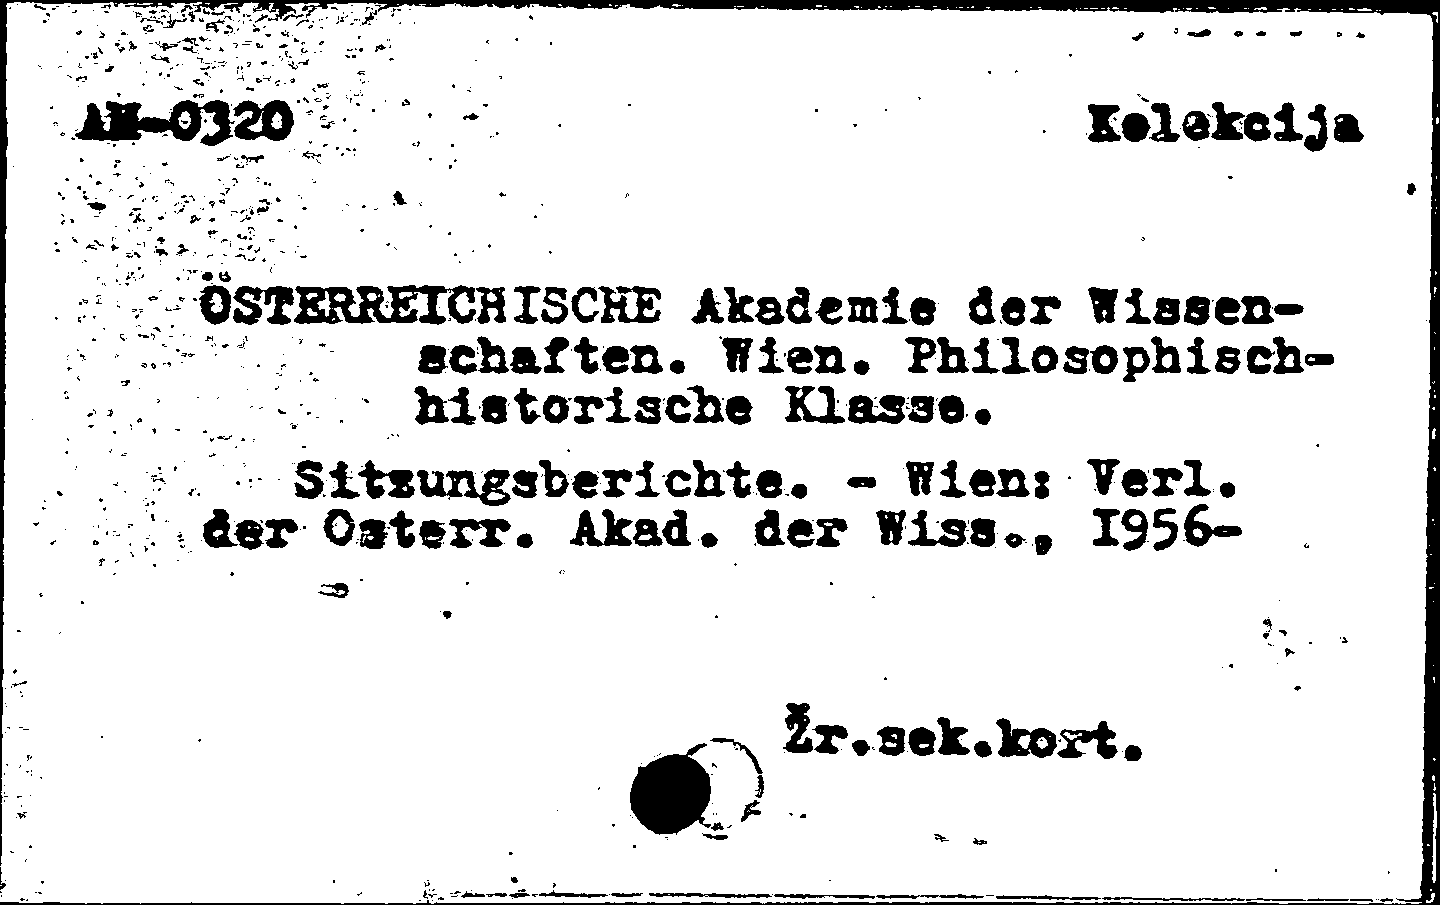 AM-0320 Kolekcija
ÖSTERREICHISCHE Akademie der Wissen-
schaften. Wien. Philosophisch-
historische Klasse.
Sitzungsberichte. - Wien: Verl.
der Osterr. Akad. der Wiss., 1956-
Žr.sek.kort.